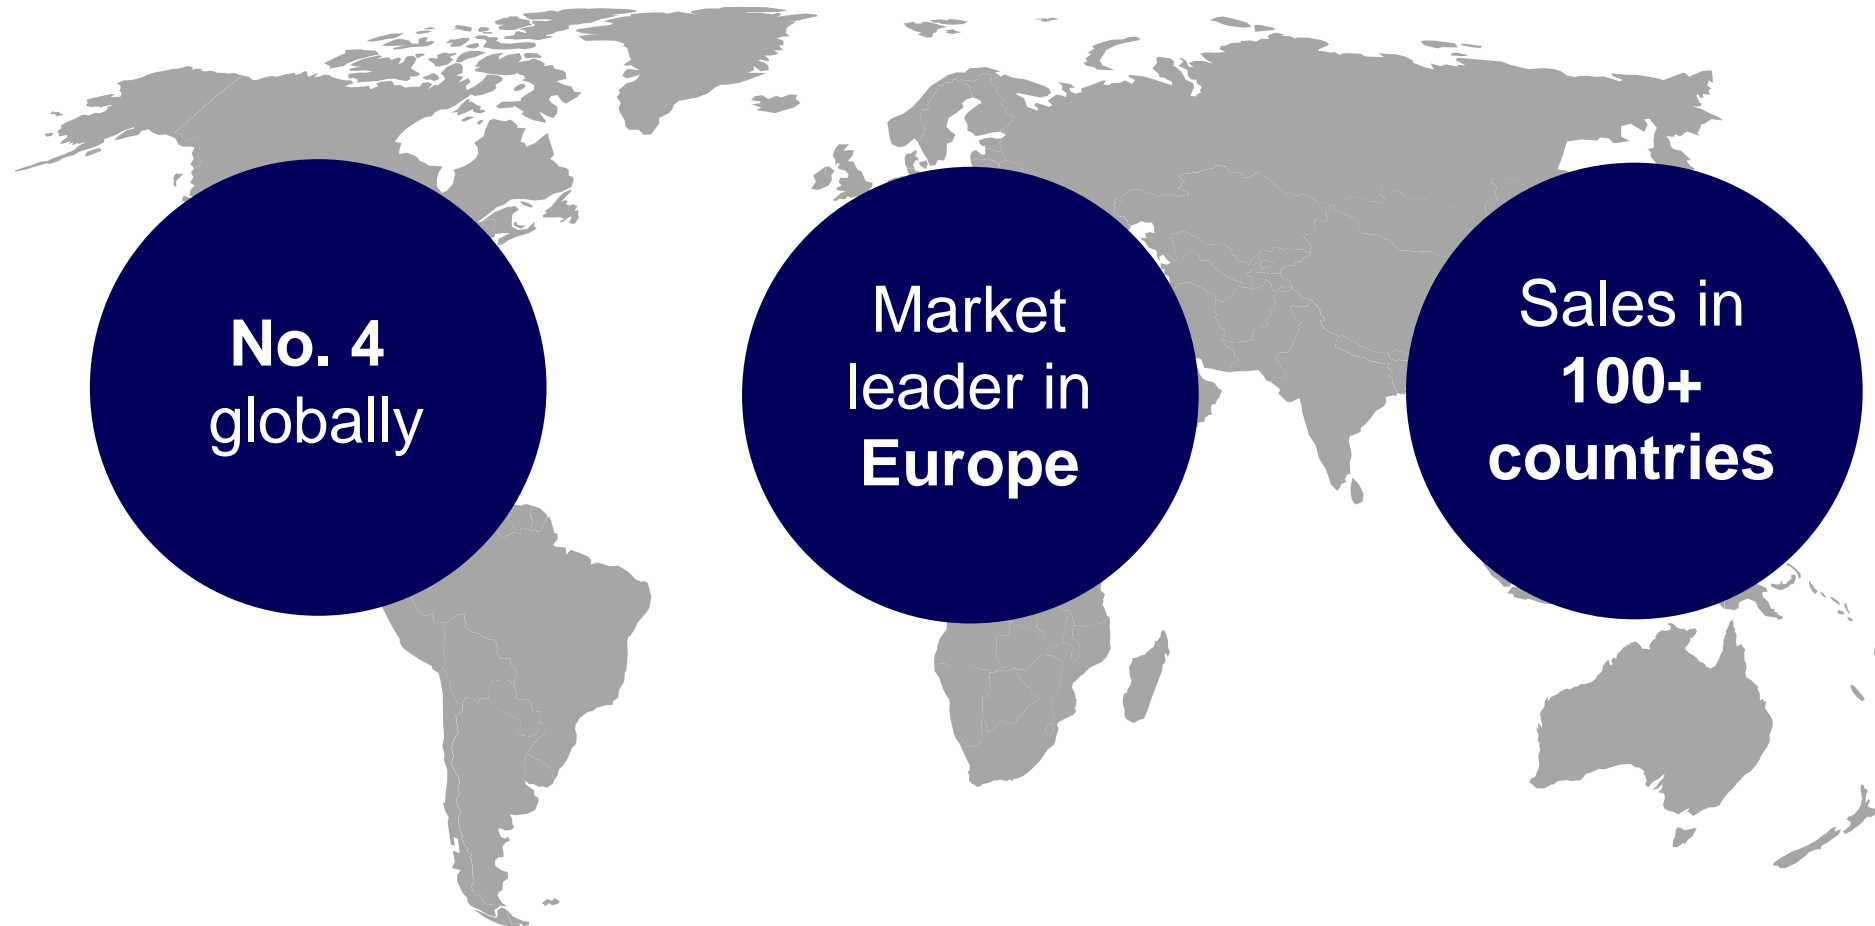 No. 4
globally
Market
leader in
Europe
Sales in
100+
countries